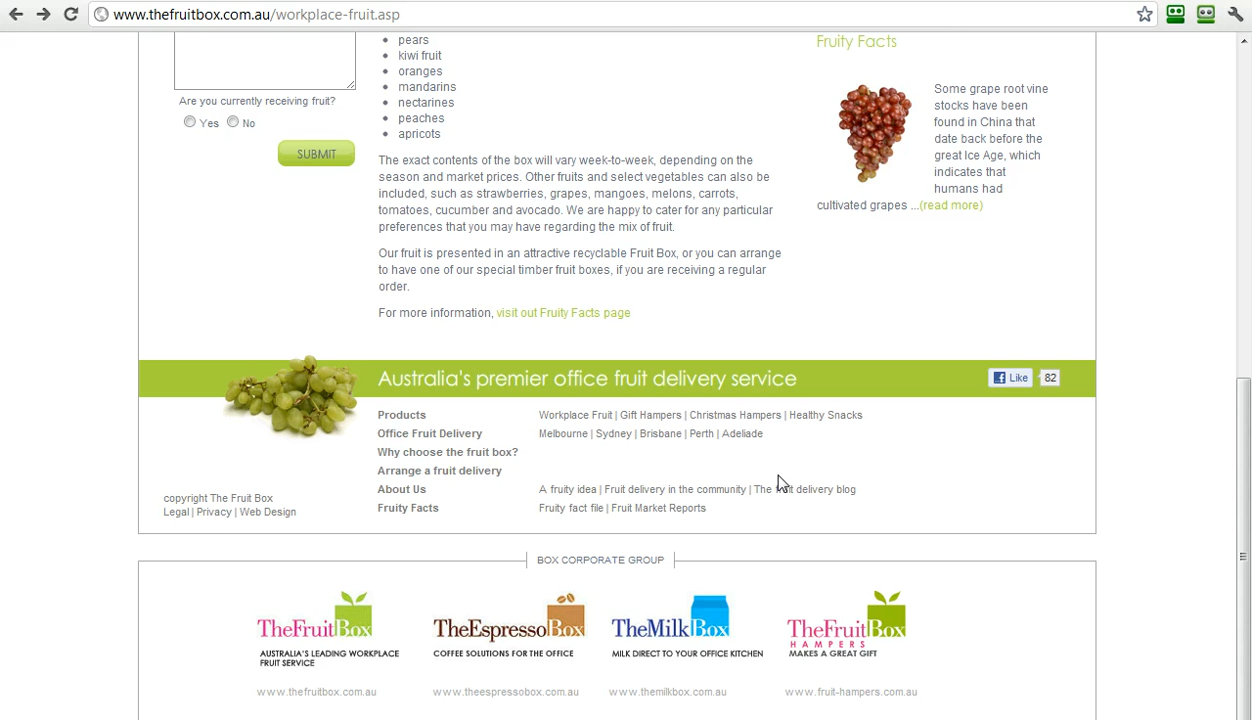 www.thefruitbox.com.au/workplace-fruit.asp
Are you currently receiving fruit?
Yes No
SUBMIT
pears
kiwi fruit
oranges
mandarins
nectarines
peaches
apricots
The exact contents of the box will vary week-to-week, depending on the
season and market prices. Other fruits and select vegetables can also be
included, such as strawberries, grapes, mangoes, melons, carrots,
tomatoes, cucumber and avocado. We are happy to cater for any particular
preferences that you may have regarding the mix of fruit.
Our fruit is presented in an attractive recyclable Fruit Box, or you can arrange
to have one of our special timber fruit boxes, if you are receiving a regular
order.
For more information, visit out Fruity Facts page
Fruity Facts
Some grape root vine
stocks have been
found in China that
date back before the
great Ice Age, which
indicates that
humans had
cultivated grapes ...(read more)
Australia's premier office fruit delivery service
Like 82
Products Workplace Fruit | Gift Hampers | Christmas Hampers | Healthy Snacks
Office Fruit Delivery Melbourne | Sydney | Brisbane | Perth | Adeliade
Why choose the fruit box?
Arrange a fruit delivery
About Us A fruity idea | Fruit delivery in the community | The fruit delivery blog
Fruity Facts Fruity fact file | Fruit Market Reports
copyright The Fruit Box
Legal | Privacy | Web Design
BOX CORPORATE GROUP
TheFruitBox
AUSTRALIA'S LEADING WORKPLACE
FRUIT SERVICE
www.thefruitbox.com.au
TheEspressoBox
COFFEE SOLUTIONS FOR THE OFFICE
www.theespressobox.com.au
TheMilkBox
MILK DIRECT TO YOUR OFFICE KITCHEN
www.themilkbox.com.au
TheFruitBox
HAMPERS
MAKES A GREAT GIFT
www.fruit-hampers.com.au